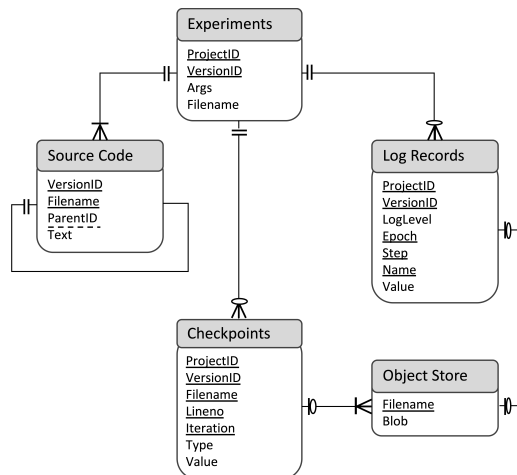 Experiments
ProjectID
VersionID
Args
Filename
Source Code
VersionID
Filename
ParentID
Text
Log Records
ProjectID
VersionID
LogLevel
Epoch
Step
Name
Value
Checkpoints
ProjectID
VersionID
Filename
Lineno
Iteration
Type
Value
Object Store
Filename
Blob